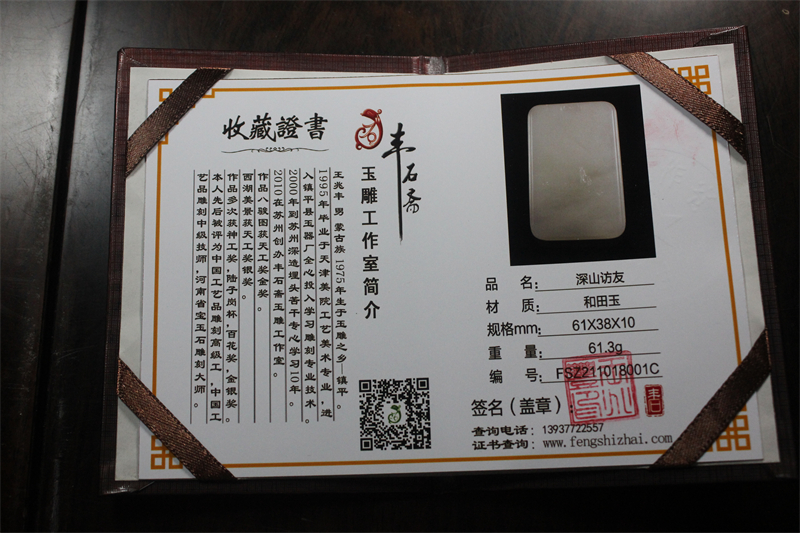 收藏證書
丰石斋
玉雕工作室简介
王兆丰 男 蒙古族 1975年生于玉雕之乡—镇平。
1995年毕业于天津美院工艺美术专业,进
入镇平县玉器厂全心投入学习雕刻专业技术。
2000年到苏州深造埋头苦干专心学习10年。
2010在苏州创办丰石斋玉雕工作室。
作品八骏图获天工奖金奖。
西湖美景获天工奖银奖。
作品多次获神工奖,陆子岗杯,百花奖,金银奖。
本人先后被评为中国工艺品雕刻高级工,中国工
艺品雕刻中级技师,河南省宝玉石雕刻大师。
品 名: 深山访友
材 质: 和田玉
规格mm: 61X38X10
重 量: 61.3g
编 号: FSZ211018001C
签名(盖章):
查询电话: 13937722557
证书查询: www.fengshizhai.com